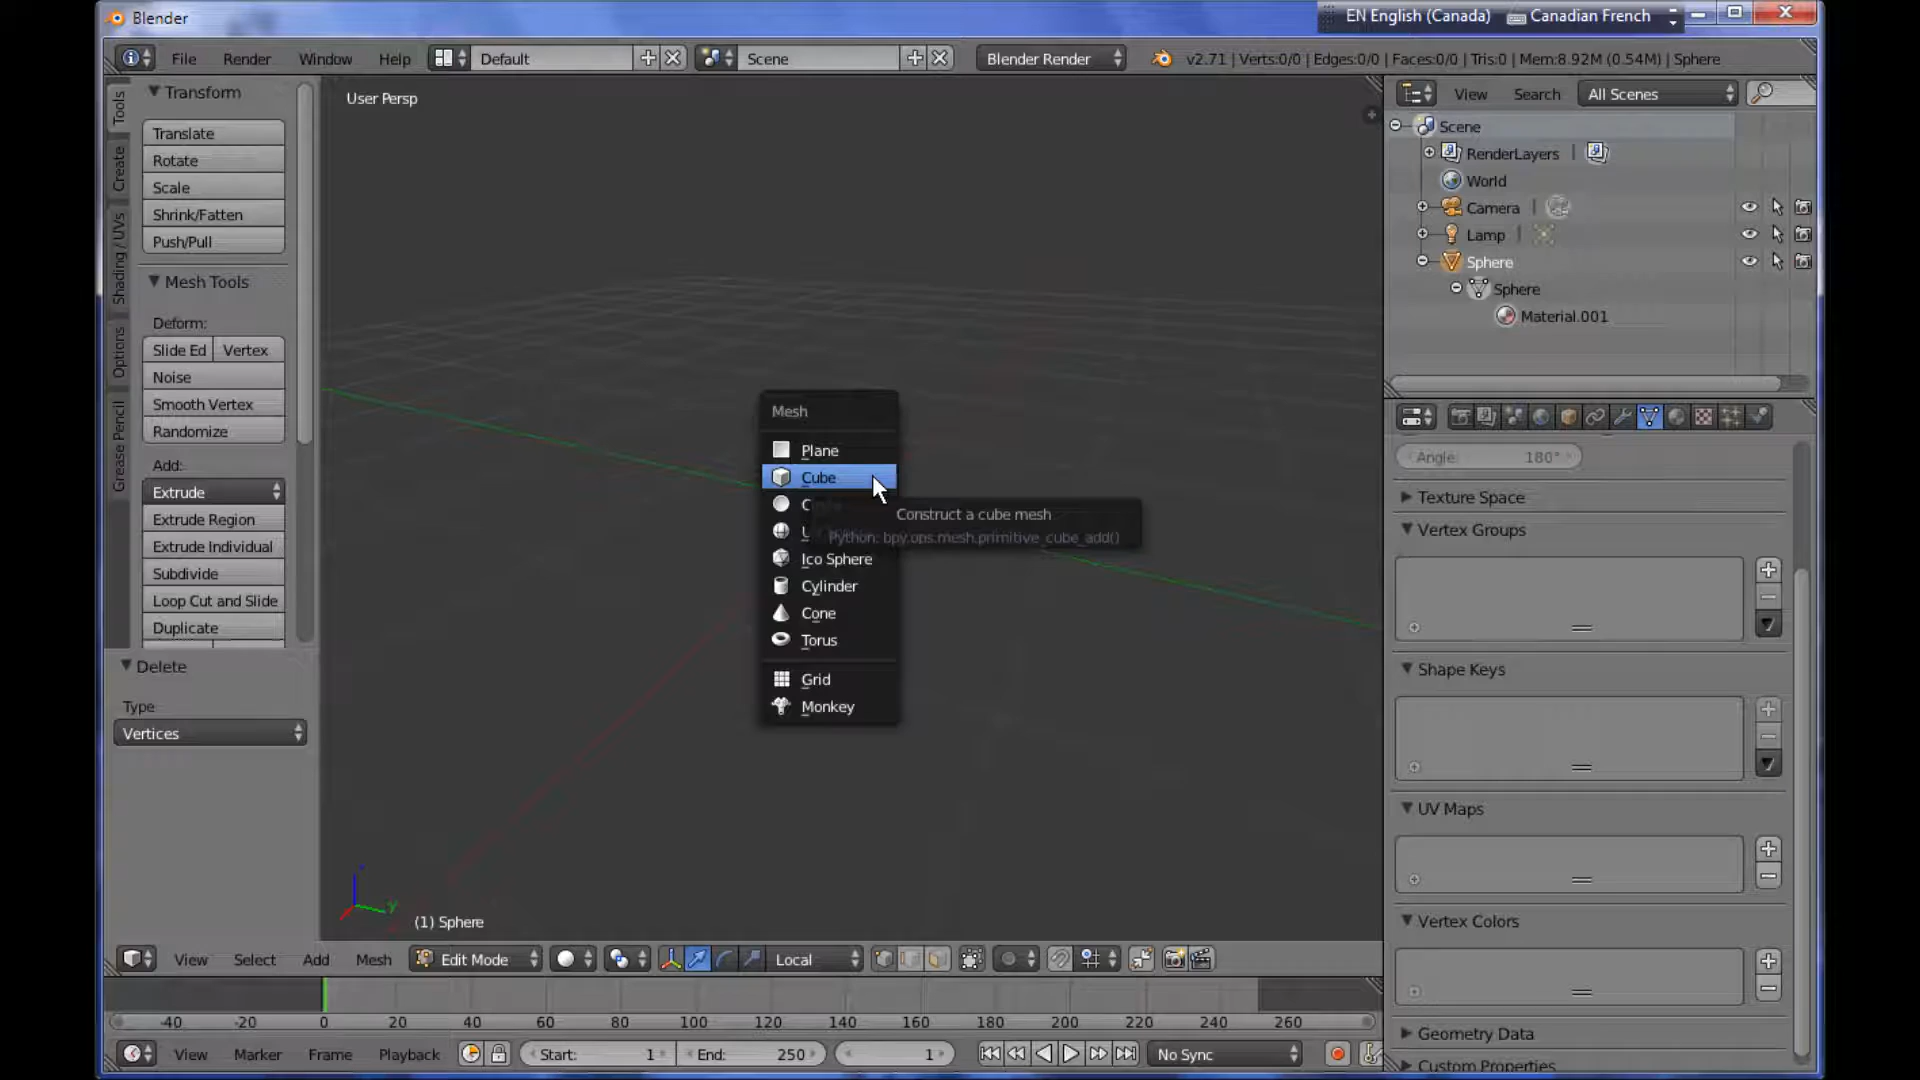 Blender
EN English (Canada)
Canadian French
File
Render
Window
Help
Default
Scene
Blender Render
v2.71 | Verts:0/0 | Edges:0/0 | Faces:0/0 | Tris:0 | Mem:8.92M (0.54M) | Sphere
Tools
Create
Shading / UVs
Options
Grease Pencil
Transform
Translate
Rotate
Scale
Shrink/Fatten
Push/Pull
Mesh Tools
Deform:
Slide Ed
Vertex
Noise
Smooth Vertex
Randomize
Add:
Extrude
Extrude Region
Extrude Individual
Subdivide
Loop Cut and Slide
Duplicate
Delete
Type
Vertices
User Persp
Mesh
Plane
Cube
Construct a cube mesh
Python: bpy.ops.mesh.primitive_cube_add()
Ico Sphere
Cylinder
Cone
Torus
Grid
Monkey
y
(1) Sphere
View
Search
All Scenes
Scene
RenderLayers |
World
Camera |
Lamp |
Sphere
Sphere
Material.001
Angle: 180°
Texture Space
Vertex Groups
Shape Keys
UV Maps
Vertex Colors
Geometry Data
Custom Properties
View
Select
Add
Mesh
Edit Mode
Local
-40 -20 0 20 40 60 80 100 120 140 160 180 200 220 240 260
View
Marker
Frame
Playback
Start: 1
End: 250
1
No Sync